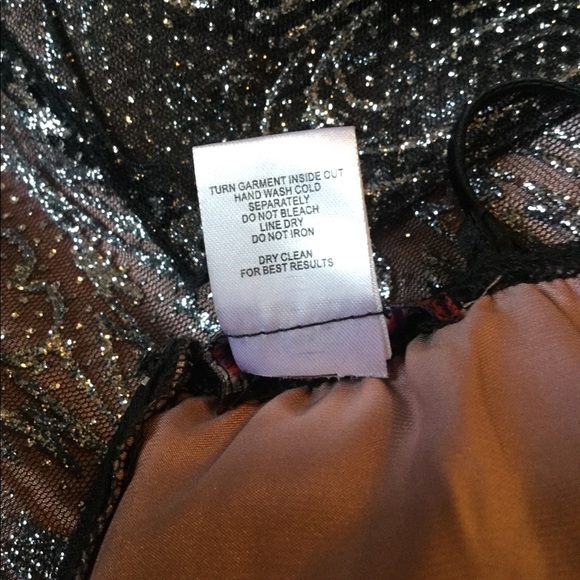 TURN GARMENT INSIDE OUT
HAND WASH COLD
SEPARATELY
DO NOT BLEACH
LINE DRY
DO NOT IRON
DRY CLEAN
FOR BEST RESULTS